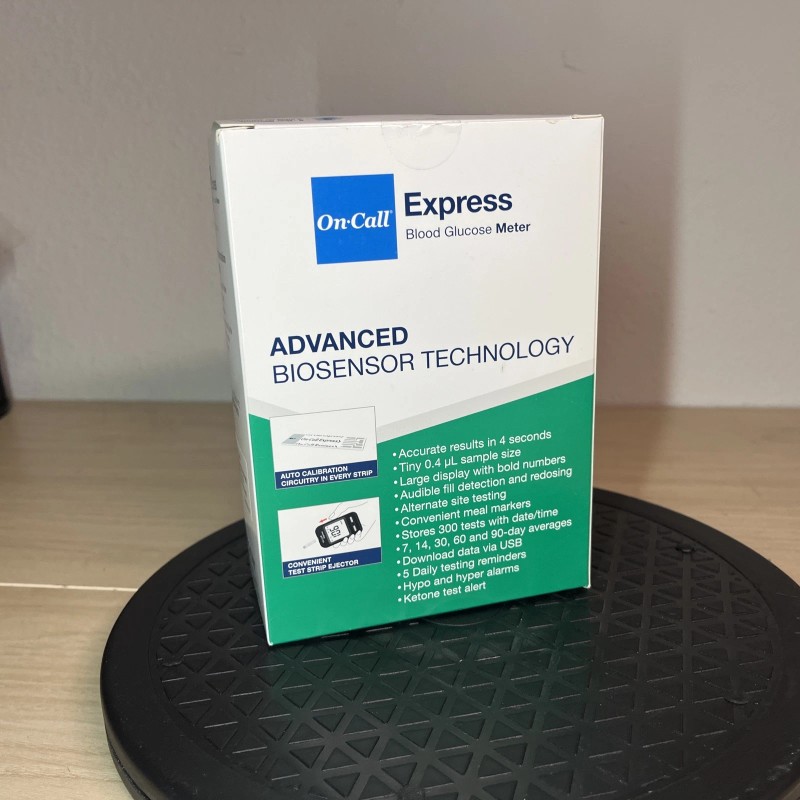 On·Call®
Express
Blood Glucose Meter
ADVANCED
BIOSENSOR TECHNOLOGY
AUTO CALIBRATION
CIRCUITRY IN EVERY STRIP
CONVENIENT
TEST STRIP EJECTOR
• Accurate results in 4 seconds
• Tiny 0.4 µL sample size
• Large display with bold numbers
• Audible fill detection and redosing
• Alternate site testing
• Convenient meal markers
• Stores 300 tests with date/time
• 7, 14, 30, 60 and 90-day averages
• Download data via USB
• 5 Daily testing reminders
• Hypo and hyper alarms
• Ketone test alert